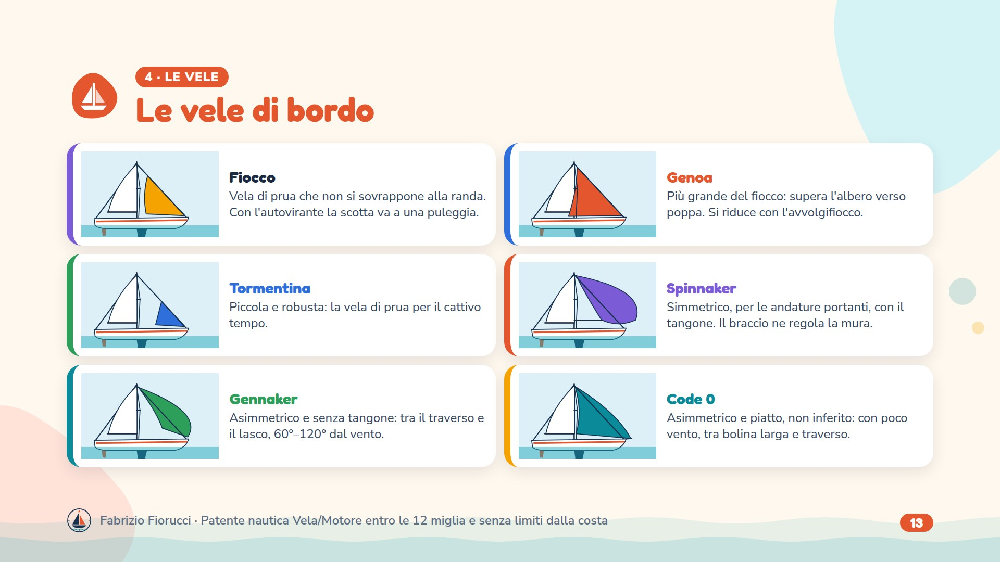 4 · LE VELE
Le vele di bordo
Fiocco
Vela di prua che non si sovrappone alla randa.
Con l'autovirante la scotta va a una puleggia.
Genoa
Più grande del fiocco: supera l'albero verso
poppa. Si riduce con l'avvolgifiocco.
Tormentina
Piccola e robusta: la vela di prua per il cattivo
tempo.
Spinnaker
Simmetrico, per le andature portanti, con il
tangone. Il braccio ne regola la mura.
Gennaker
Asimmetrico e senza tangone: tra il traverso e
il lasco, 60°–120° dal vento.
Code 0
Asimmetrico e piatto, non inferito: con poco
vento, tra bolina larga e traverso.
Fabrizio Fiorucci · Patente nautica Vela/Motore entro le 12 miglia e senza limiti dalla costa
13